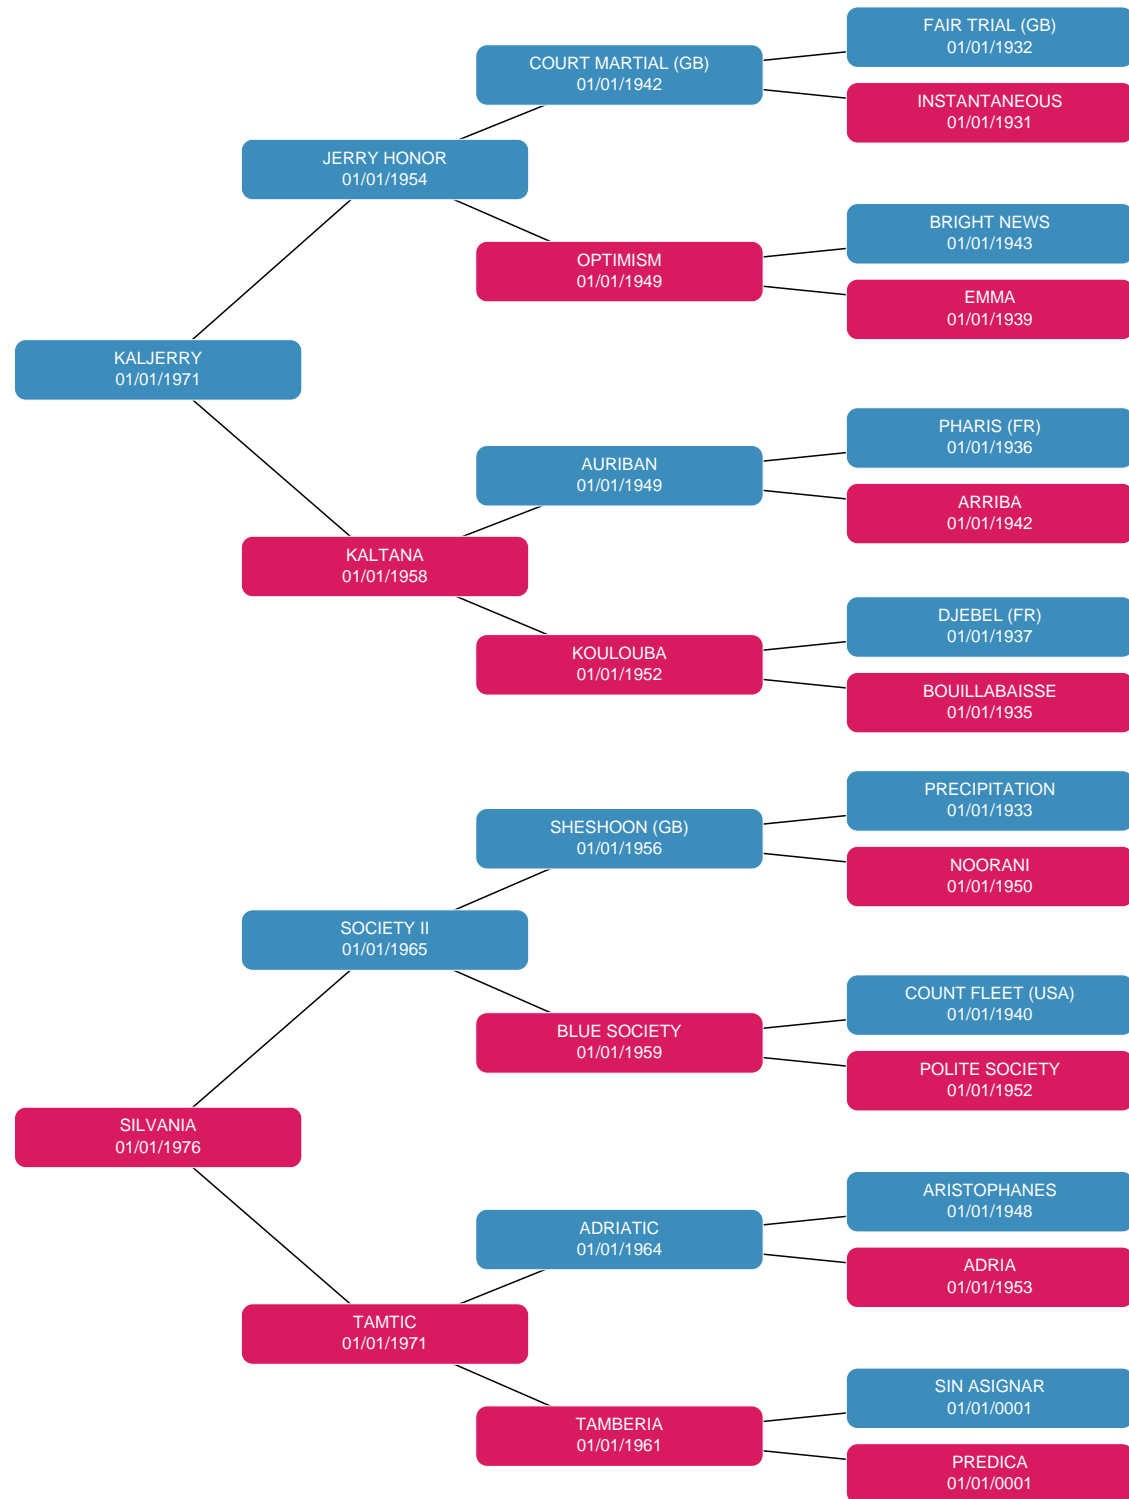 FAIR TRIAL (GB)
01/01/1932
COURT MARTIAL (GB)
01/01/1942
INSTANTANEOUS
01/01/1931
JERRY HONOR
01/01/1954
BRIGHT NEWS
01/01/1943
OPTIMISM
01/01/1949
EMMA
01/01/1939
KALJERRY
01/01/1971
PHARIS (FR)
01/01/1936
AURIBAN
01/01/1949
ARRIBA
01/01/1942
KALTANA
01/01/1958
DJEBEL (FR)
01/01/1937
KOULOUBA
01/01/1952
BOUILLABAISSE
01/01/1935
PRECIPITATION
01/01/1933
SHESHOON (GB)
01/01/1956
NOORANI
01/01/1950
SOCIETY II
01/01/1965
COUNT FLEET (USA)
01/01/1940
BLUE SOCIETY
01/01/1959
POLITE SOCIETY
01/01/1952
SILVANIA
01/01/1976
ARISTOPHANES
01/01/1948
ADRIATIC
01/01/1964
ADRIA
01/01/1953
TAMTIC
01/01/1971
SIN ASIGNAR
01/01/0001
TAMBERIA
01/01/1961
PREDICA
01/01/0001